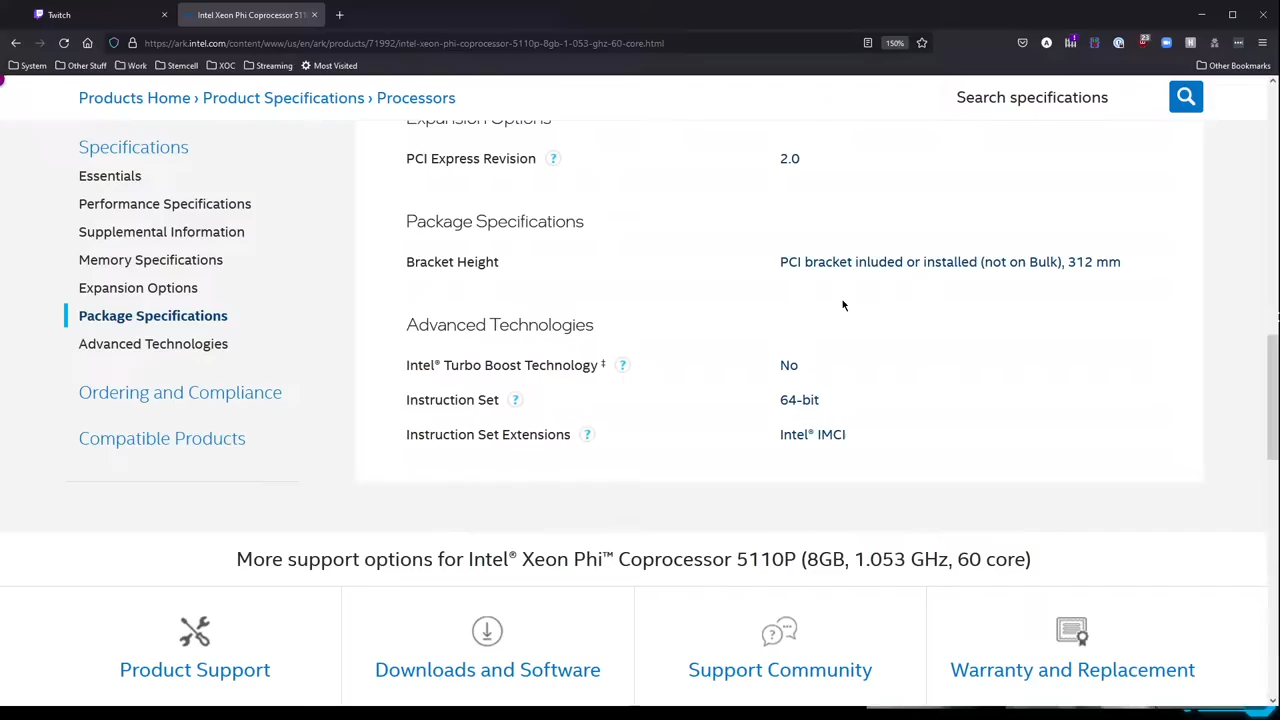 Twitch
Intel Xeon Phi Coprocessor 511
https://ark.intel.com/content/www/us/en/ark/products/71992/intel-xeon-phi-coprocessor-5110p-8gb-1-053-ghz-60-core.html
150%
23
System Other Stuff Work Stemcell XOC Streaming Most Visited Other Bookmarks
Products Home › Product Specifications › Processors
Search specifications
Specifications
Essentials
Performance Specifications
Supplemental Information
Memory Specifications
Expansion Options
Package Specifications
Advanced Technologies
Ordering and Compliance
Compatible Products
Expansion Options
PCI Express Revision ? 2.0
Package Specifications
Bracket Height PCI bracket inluded or installed (not on Bulk), 312 mm
Advanced Technologies
Intel® Turbo Boost Technology ‡ ? No
Instruction Set ? 64-bit
Instruction Set Extensions ? Intel® IMCI
More support options for Intel® Xeon Phi™ Coprocessor 5110P (8GB, 1.053 GHz, 60 core)
Product Support
Downloads and Software
Support Community
Warranty and Replacement